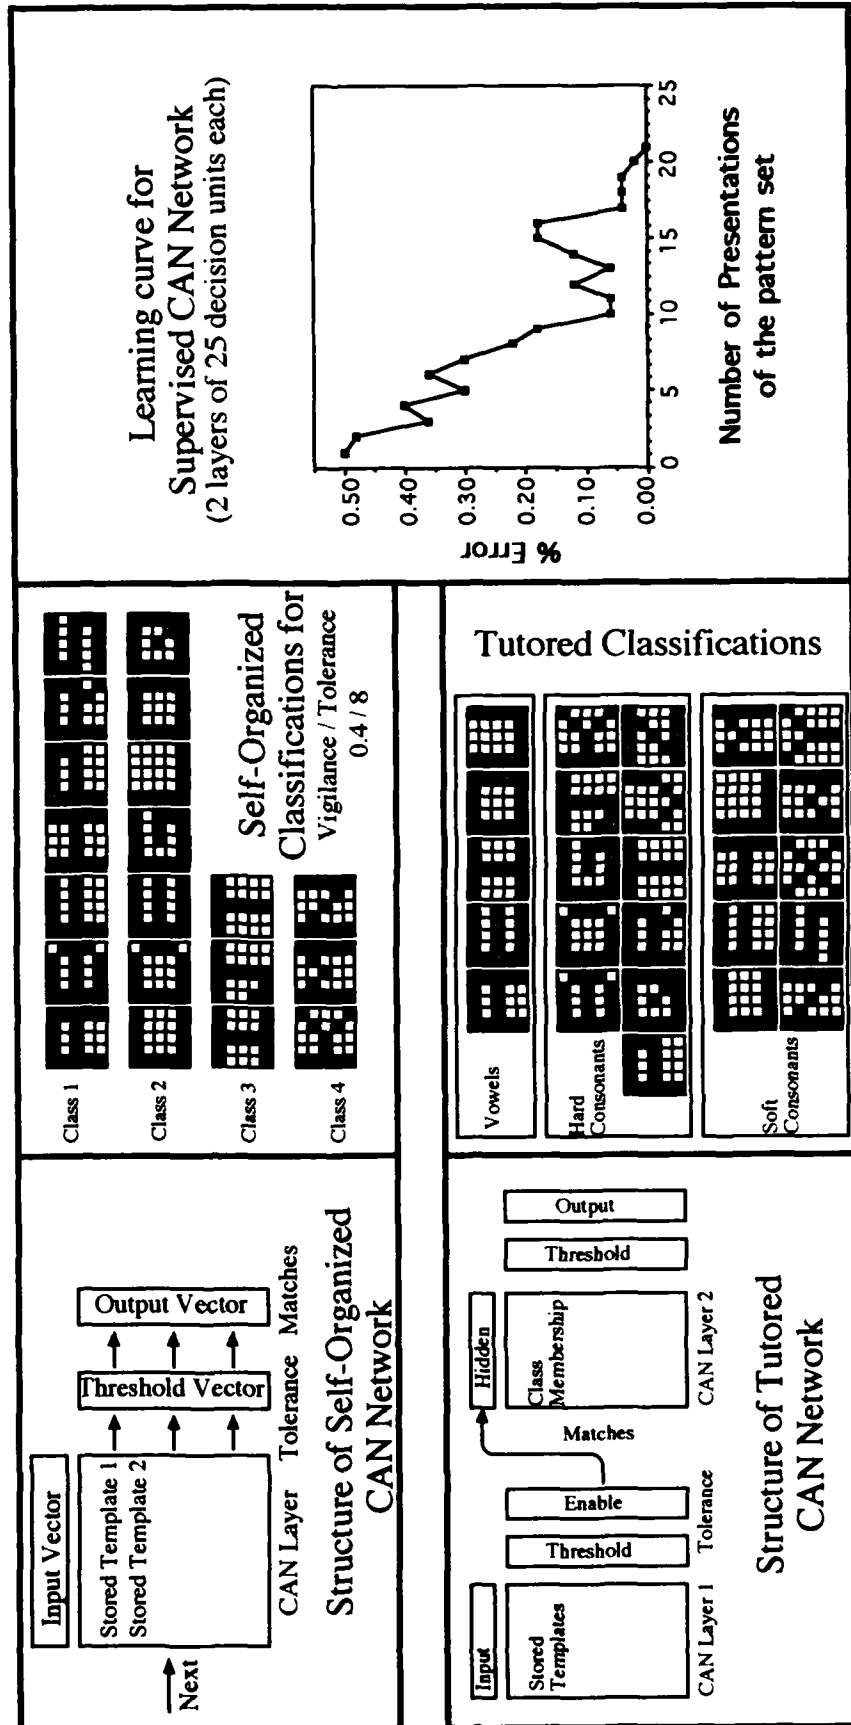 Input Vector
Stored Template 1
Stored Template 2
Next
CAN Layer
Threshold Vector
Tolerance
Output Vector
Matches
Structure of Self-Organized
CAN Network
Class 1
Class 2
Class 3
Class 4
Self-Organized
Classifications for
Vigilance / Tolerance
0.4 / 8
Learning curve for
Supervised CAN Network
(2 layers of 25 decision units each)
% Error
0.50
0.40
0.30
0.20
0.10
0.00
0
5
10
15
20
25
Number of Presentations
of the pattern set
Input
Stored
Templates
CAN Layer 1
Threshold
Enable
Tolerance
Matches
Hidden
Class
Membership
CAN Layer 2
Threshold
Output
Structure of Tutored
CAN Network
Vowels
Hard
Consonants
Soft
Consonants
Tutored Classifications